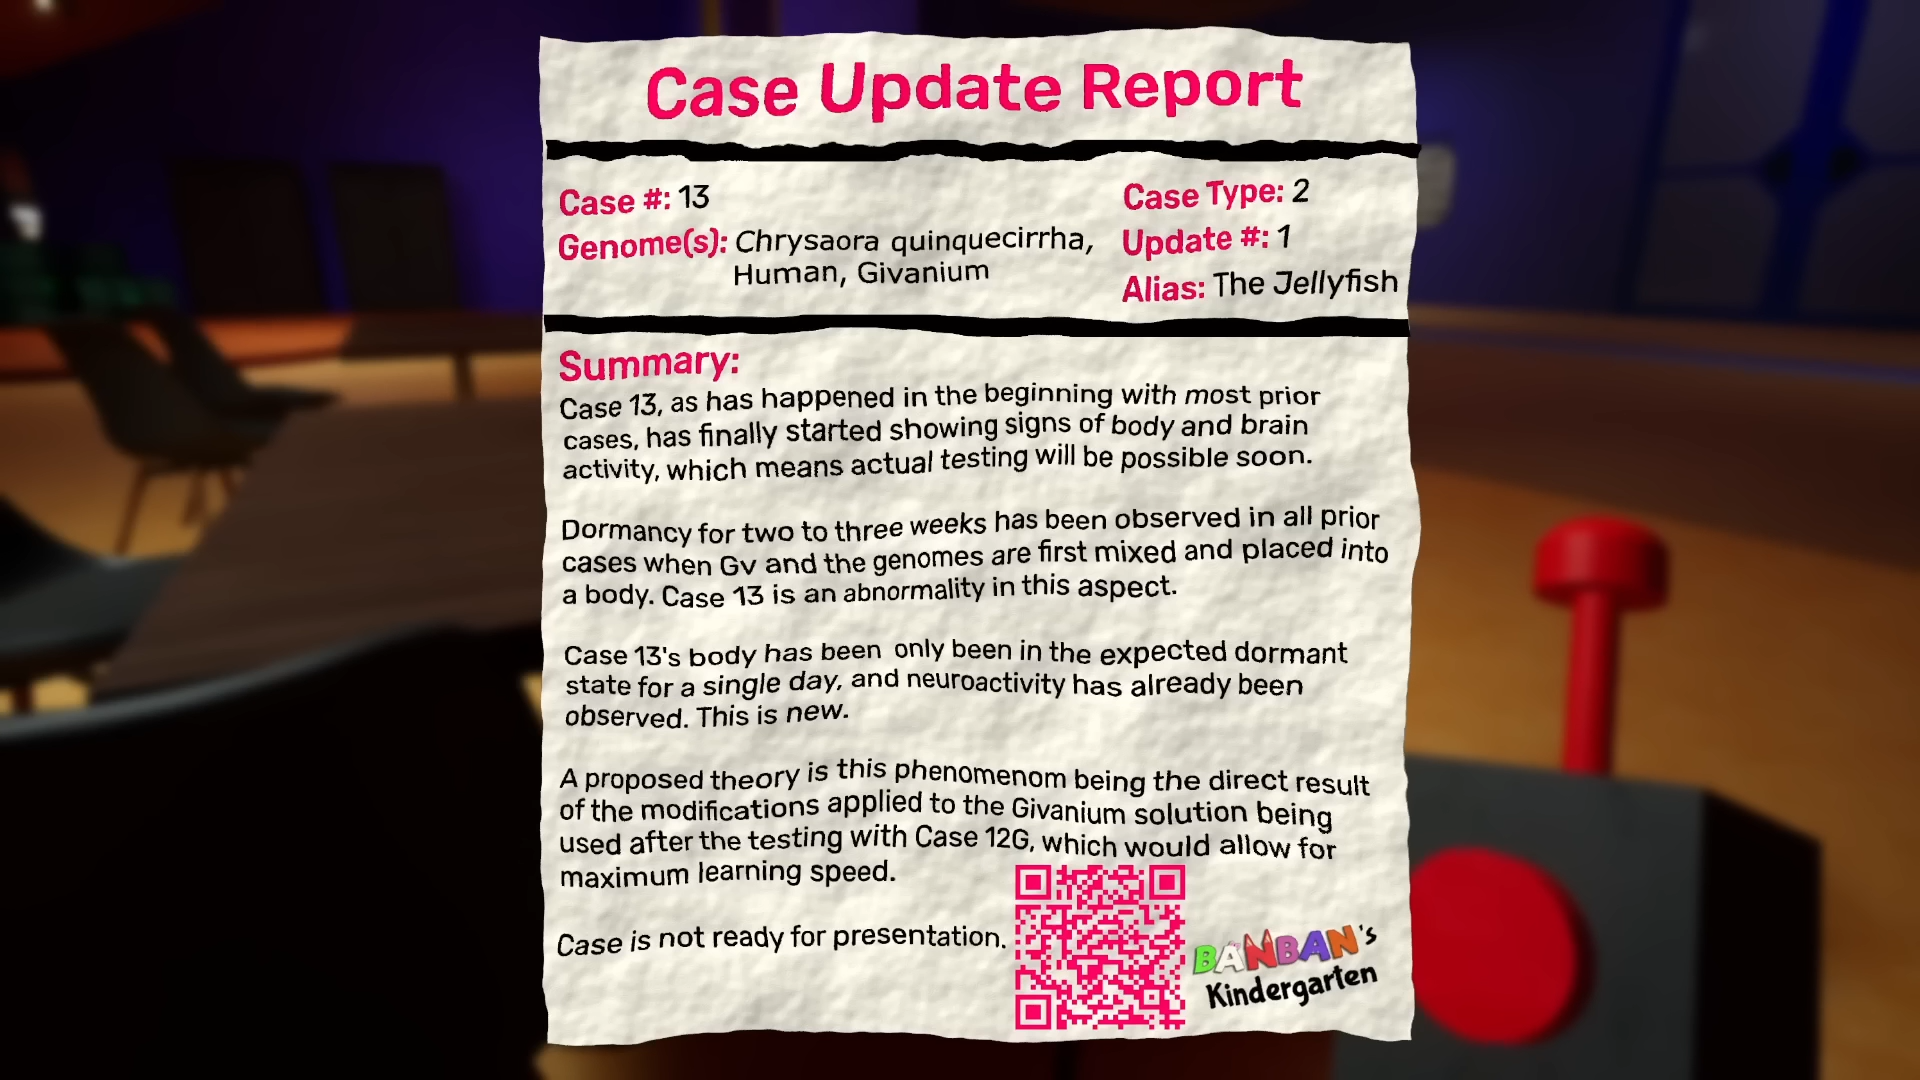 Case Update Report
Case #: 13
Genome(s): Chrysaora quinquecirrha,
Human, Givanium
Case Type: 2
Update #: 1
Alias: The Jellyfish
Summary:
Case 13, as has happened in the beginning with most prior
cases, has finally started showing signs of body and brain
activity, which means actual testing will be possible soon.
Dormancy for two to three weeks has been observed in all prior
cases when Gv and the genomes are first mixed and placed into
a body. Case 13 is an abnormality in this aspect.
Case 13's body has been only been in the expected dormant
state for a single day, and neuroactivity has already been
observed. This is new.
A proposed theory is this phenomenom being the direct result
of the modifications applied to the Givanium solution being
used after the testing with Case 12G, which would allow for
maximum learning speed.
Case is not ready for presentation.
BANBAN's
Kindergarten